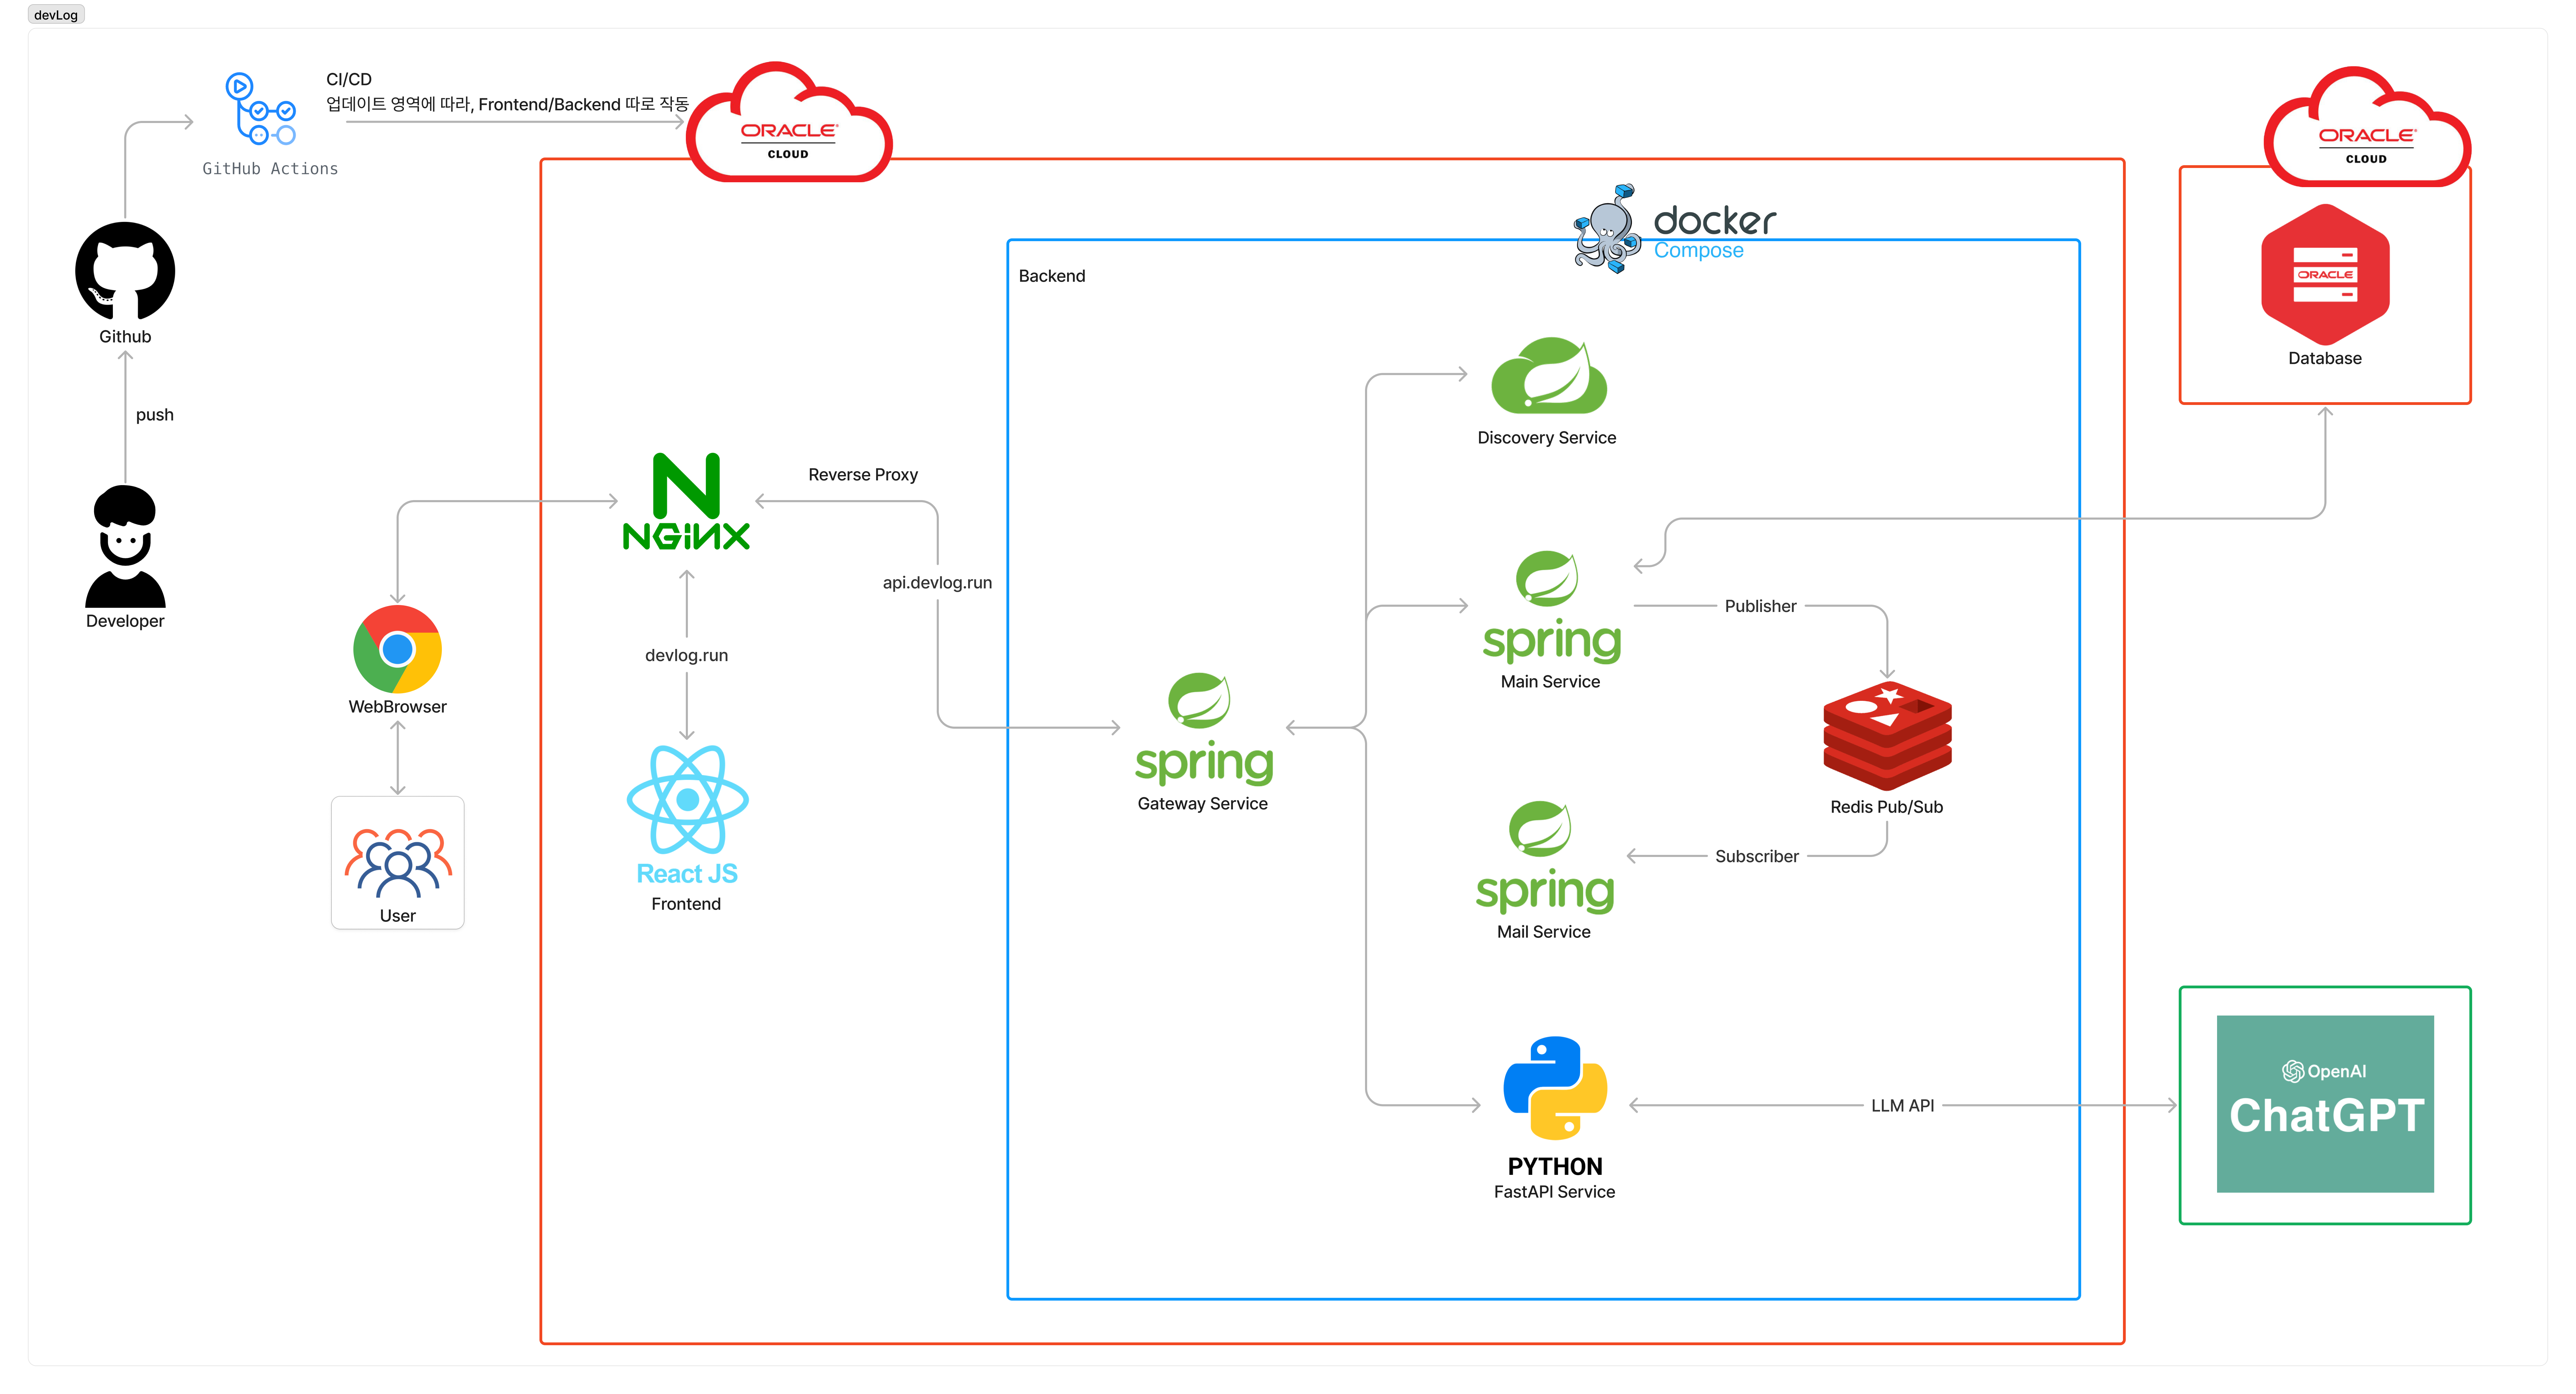 devLog
CI/CD
업데이트 영역에 따라, Frontend/Backend 따로 작동
GitHub Actions
ORACLE
CLOUD
ORACLE
CLOUD
docker
Compose
Backend
ORACLE
Database
Github
push
Developer
Discovery Service
NGiNX
Reverse Proxy
api.devlog.run
devlog.run
WebBrowser
User
React JS
Frontend
spring
Gateway Service
spring
Main Service
Publisher
Redis Pub/Sub
Subscriber
spring
Mail Service
PYTHON
FastAPI Service
LLM API
OpenAI
ChatGPT